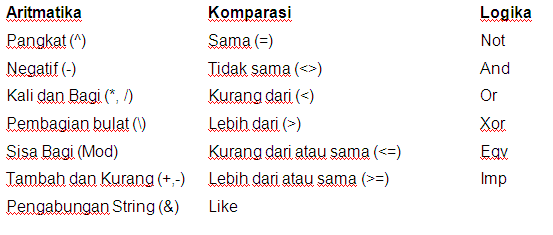 Aritmatika Komparasi Logika
Pangkat (^) Sama (=) Not
Negatif (-) Tidak sama (<>) And
Kali dan Bagi (*, /) Kurang dari (<) Or
Pembagian bulat (\) Lebih dari (>) Xor
Sisa Bagi (Mod) Kurang dari atau sama (<=) Eqv
Tambah dan Kurang (+,-) Lebih dari atau sama (>=) Imp
Pengabungan String (&) Like